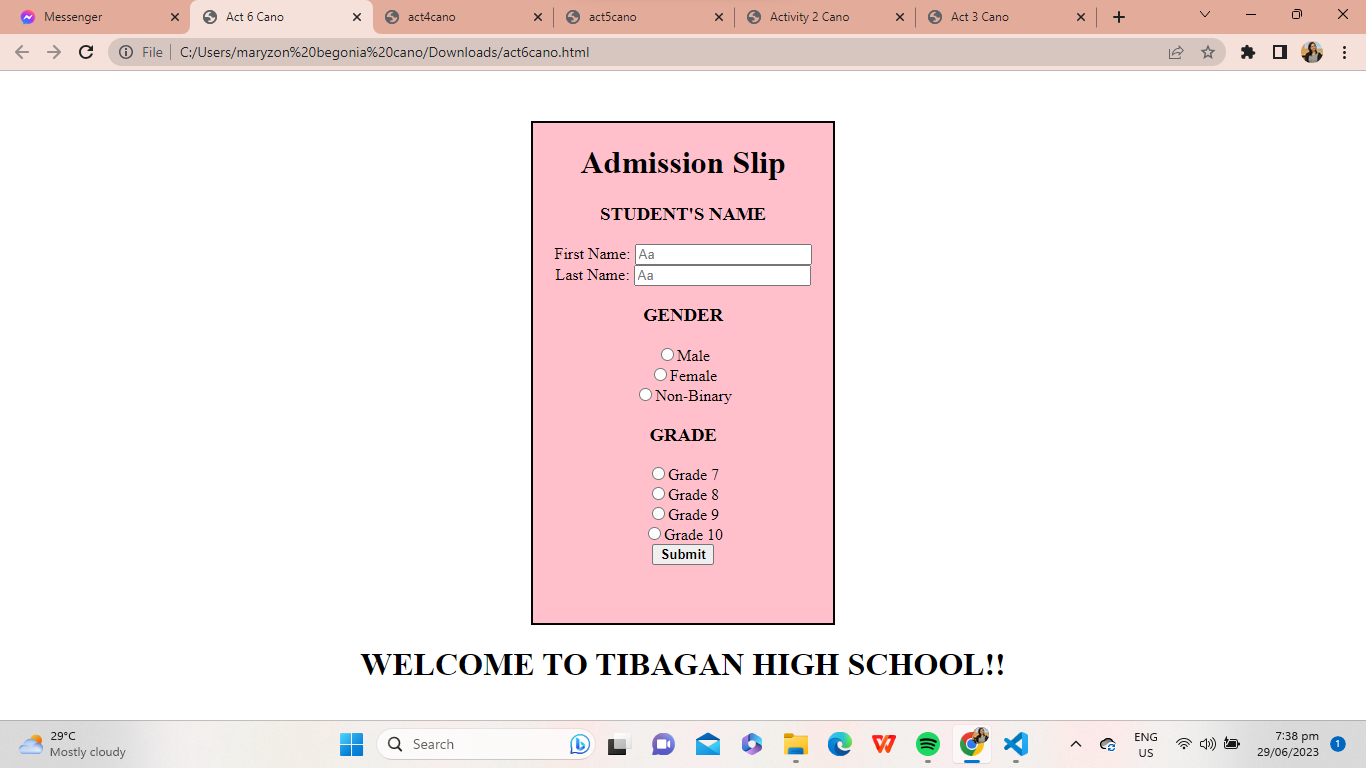 Messenger
Act 6 Cano
act4cano
act5cano
Activity 2 Cano
Act 3 Cano
File
C:/Users/maryzon%20begonia%20cano/Downloads/act6cano.html
Admission Slip
STUDENT'S NAME
First Name: Aa
Last Name: Aa
GENDER
Male
Female
Non-Binary
GRADE
Grade 7
Grade 8
Grade 9
Grade 10
Submit
WELCOME TO TIBAGAN HIGH SCHOOL!!
29°C
Mostly cloudy
Search
ENG
US
7:38 pm
29/06/2023
1